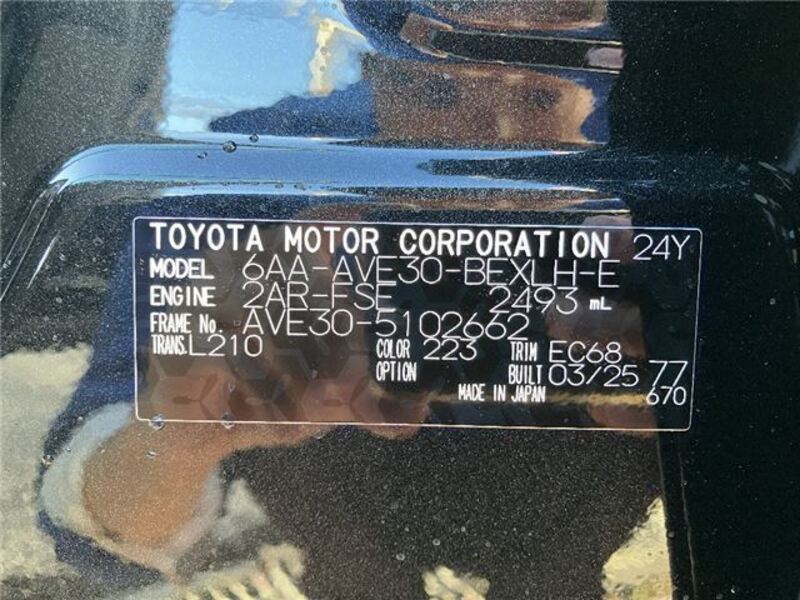 TOYOTA MOTOR CORPORATION 24Y
MODEL 6AA-AVE30-BEXLH-E
ENGINE 2AR-FSE 2493 mL
FRAME No. AVE30-5102662
TRANS. L210 COLOR 223 TRIM EC68
OPTION BUILT 03/25 77
MADE IN JAPAN 670